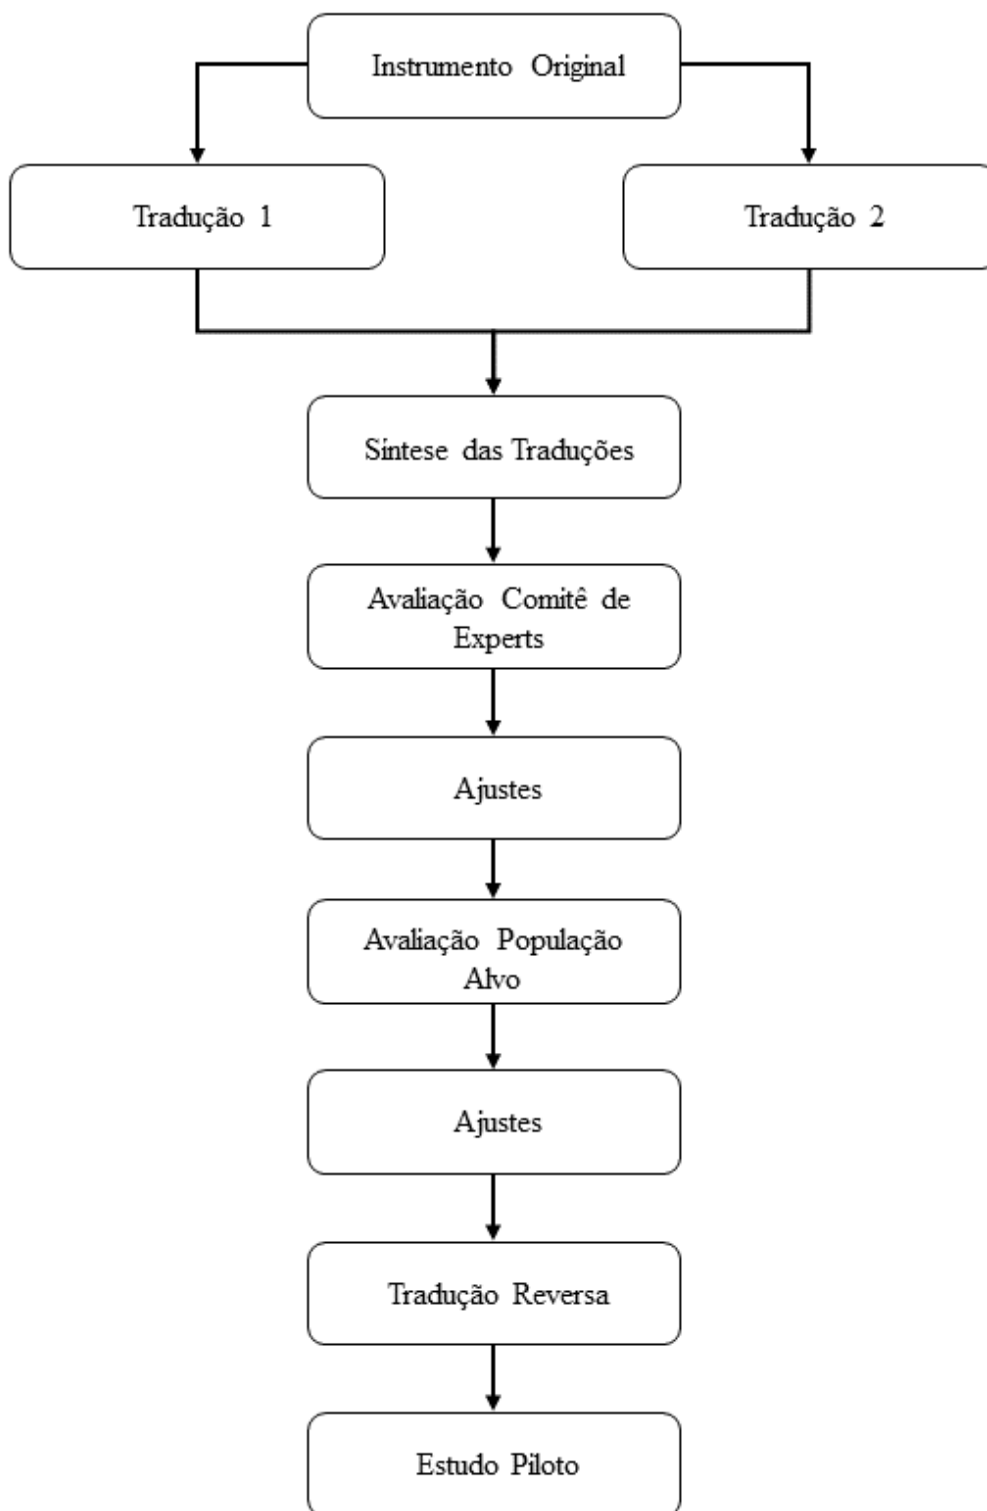 Instrumento Original
Tradução 1
Tradução 2
Síntese das Traduções
Avaliação Comitê de
Experts
Ajustes
Avaliação População
Alvo
Ajustes
Tradução Reversa
Estudo Piloto